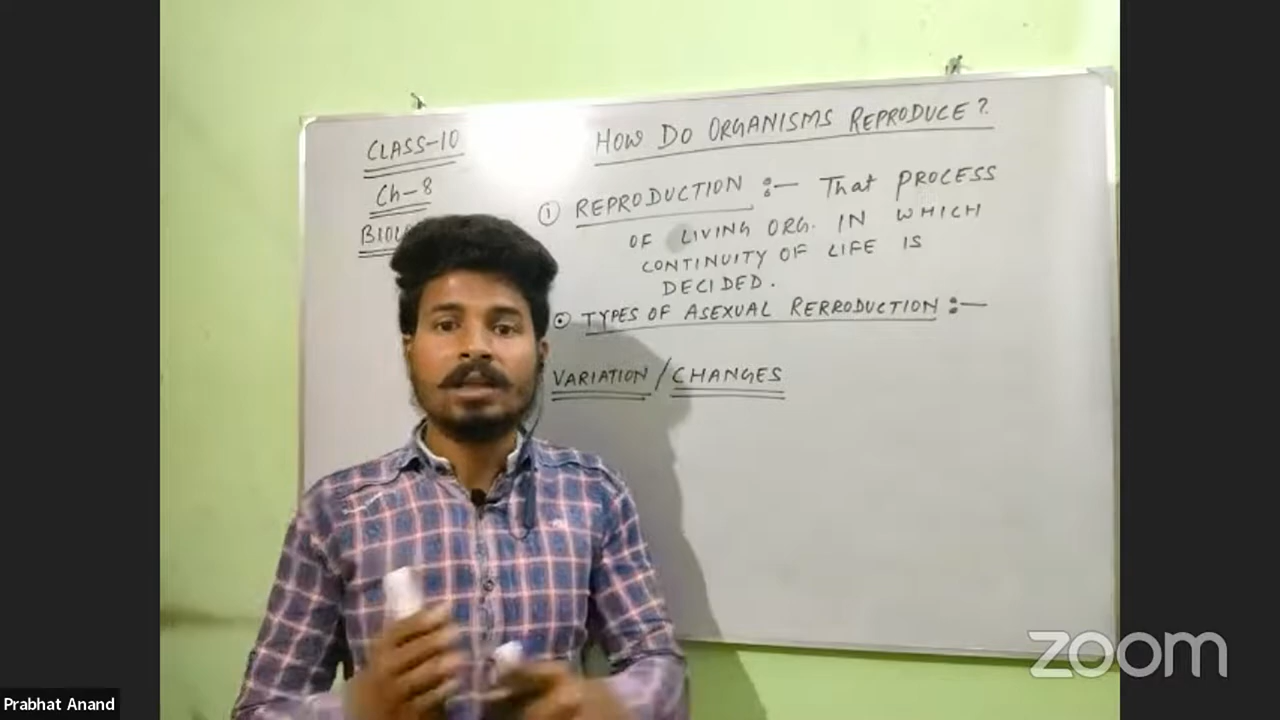 CLASS-10
Ch-8
HOW DO ORGANISMS REPRODUCE?
① REPRODUCTION :— That PROCESS
OF LIVING ORG. IN WHICH
CONTINUITY OF LIFE IS
DECIDED.
⊙ TYPES OF ASEXUAL RERRODUCTION :—
VARIATION / CHANGES
zoom
Prabhat Anand